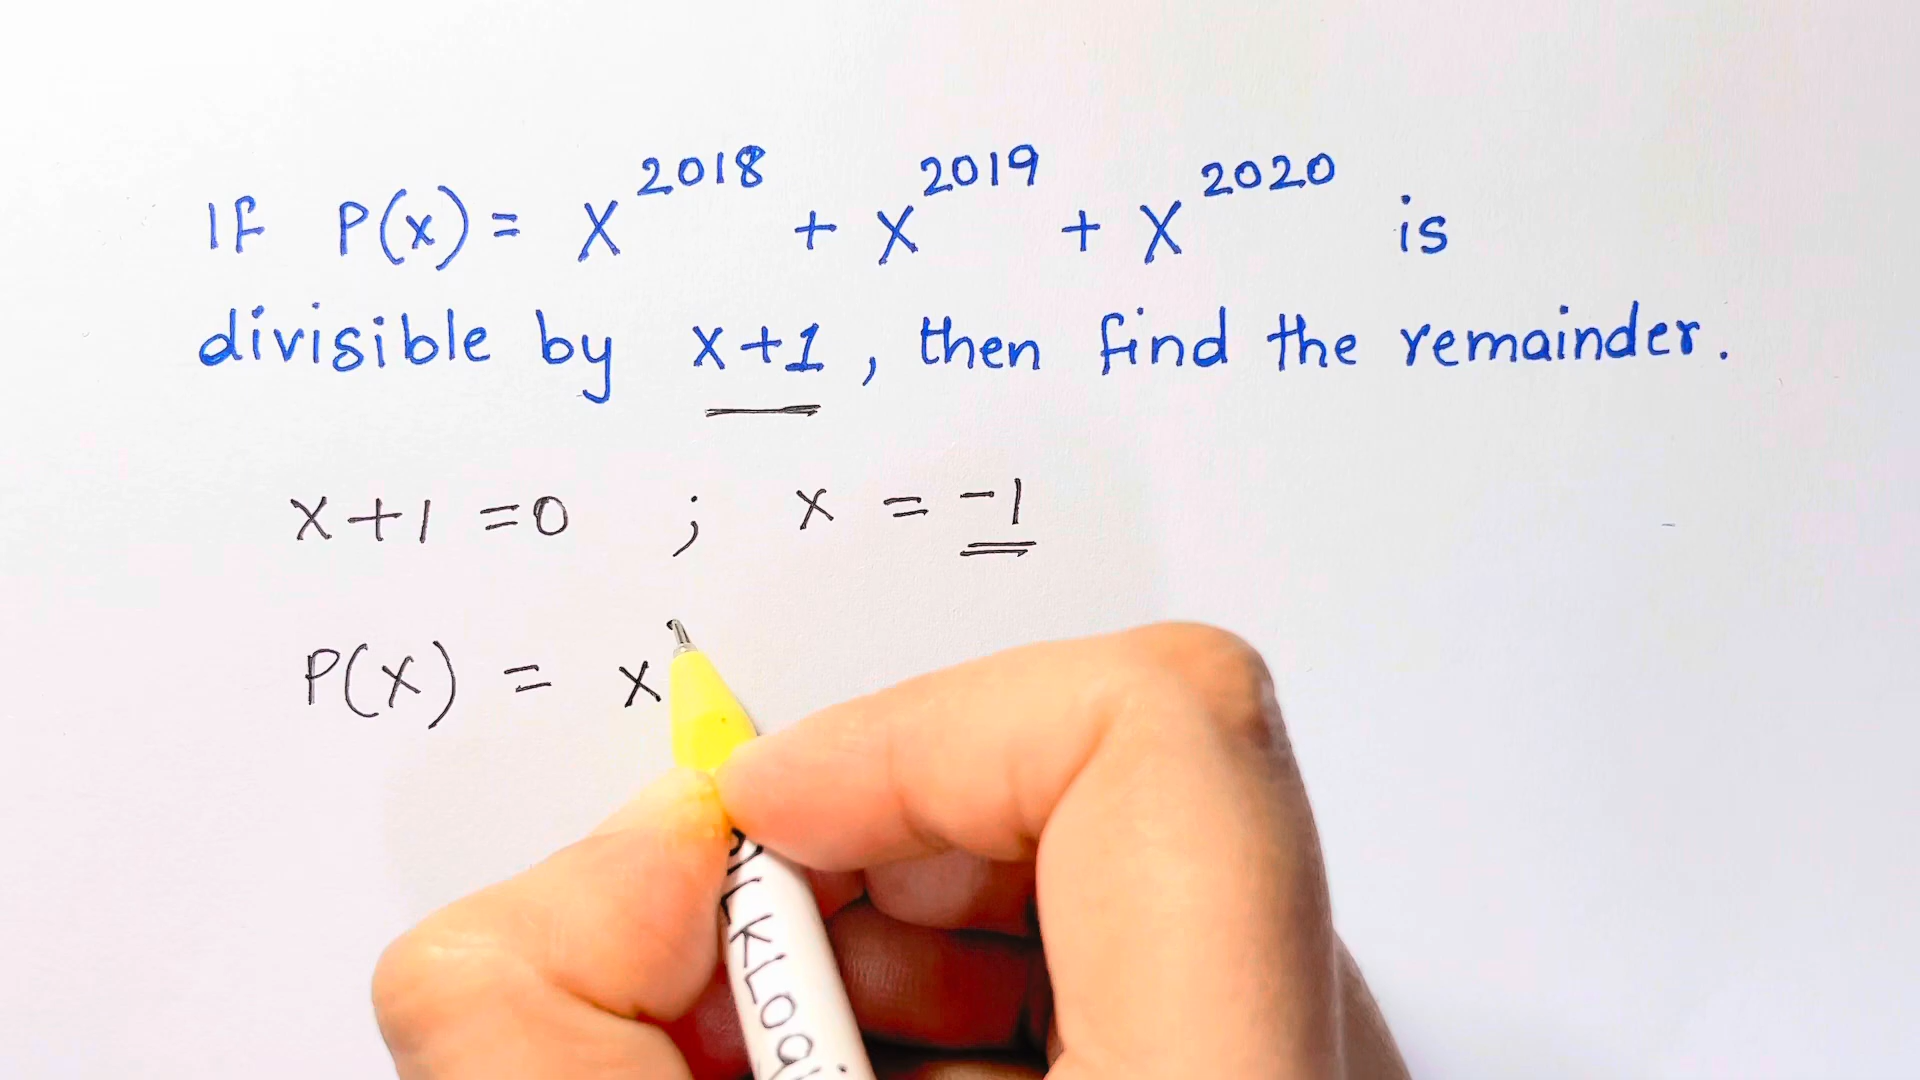 If P(x) = x^2018 + x^2019 + x^2020 is
divisible by x+1, then find the remainder.
x+1 =0 ; x = -1
P(x) = x